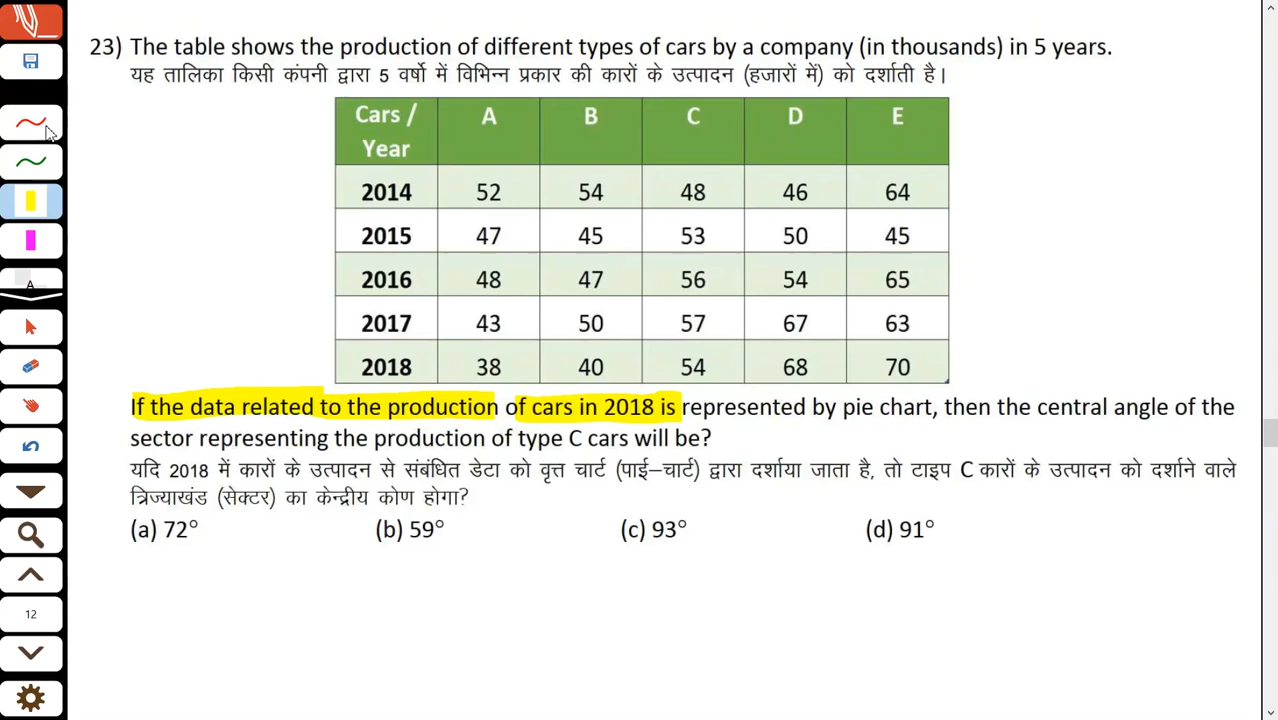 23) The table shows the production of different types of cars by a company (in thousands) in 5 years.
यह तालिका किसी कंपनी द्वारा 5 वर्षो में विभिन्न प्रकार की कारों के उत्पादन (हजारों में) को दर्शाती है।
Cars / Year A B C D E
2014 52 54 48 46 64
2015 47 45 53 50 45
2016 48 47 56 54 65
2017 43 50 57 67 63
2018 38 40 54 68 70
If the data related to the production of cars in 2018 is represented by pie chart, then the central angle of the
sector representing the production of type C cars will be?
यदि 2018 में कारों के उत्पादन से संबंधित डेटा को वृत्त चार्ट (पाई–चार्ट) द्वारा दर्शाया जाता है, तो टाइप C कारों के उत्पादन को दर्शाने वाले
त्रिज्याखंड (सेक्टर) का केन्द्रीय कोण होगा?
(a) 72° (b) 59° (c) 93° (d) 91°
A
12